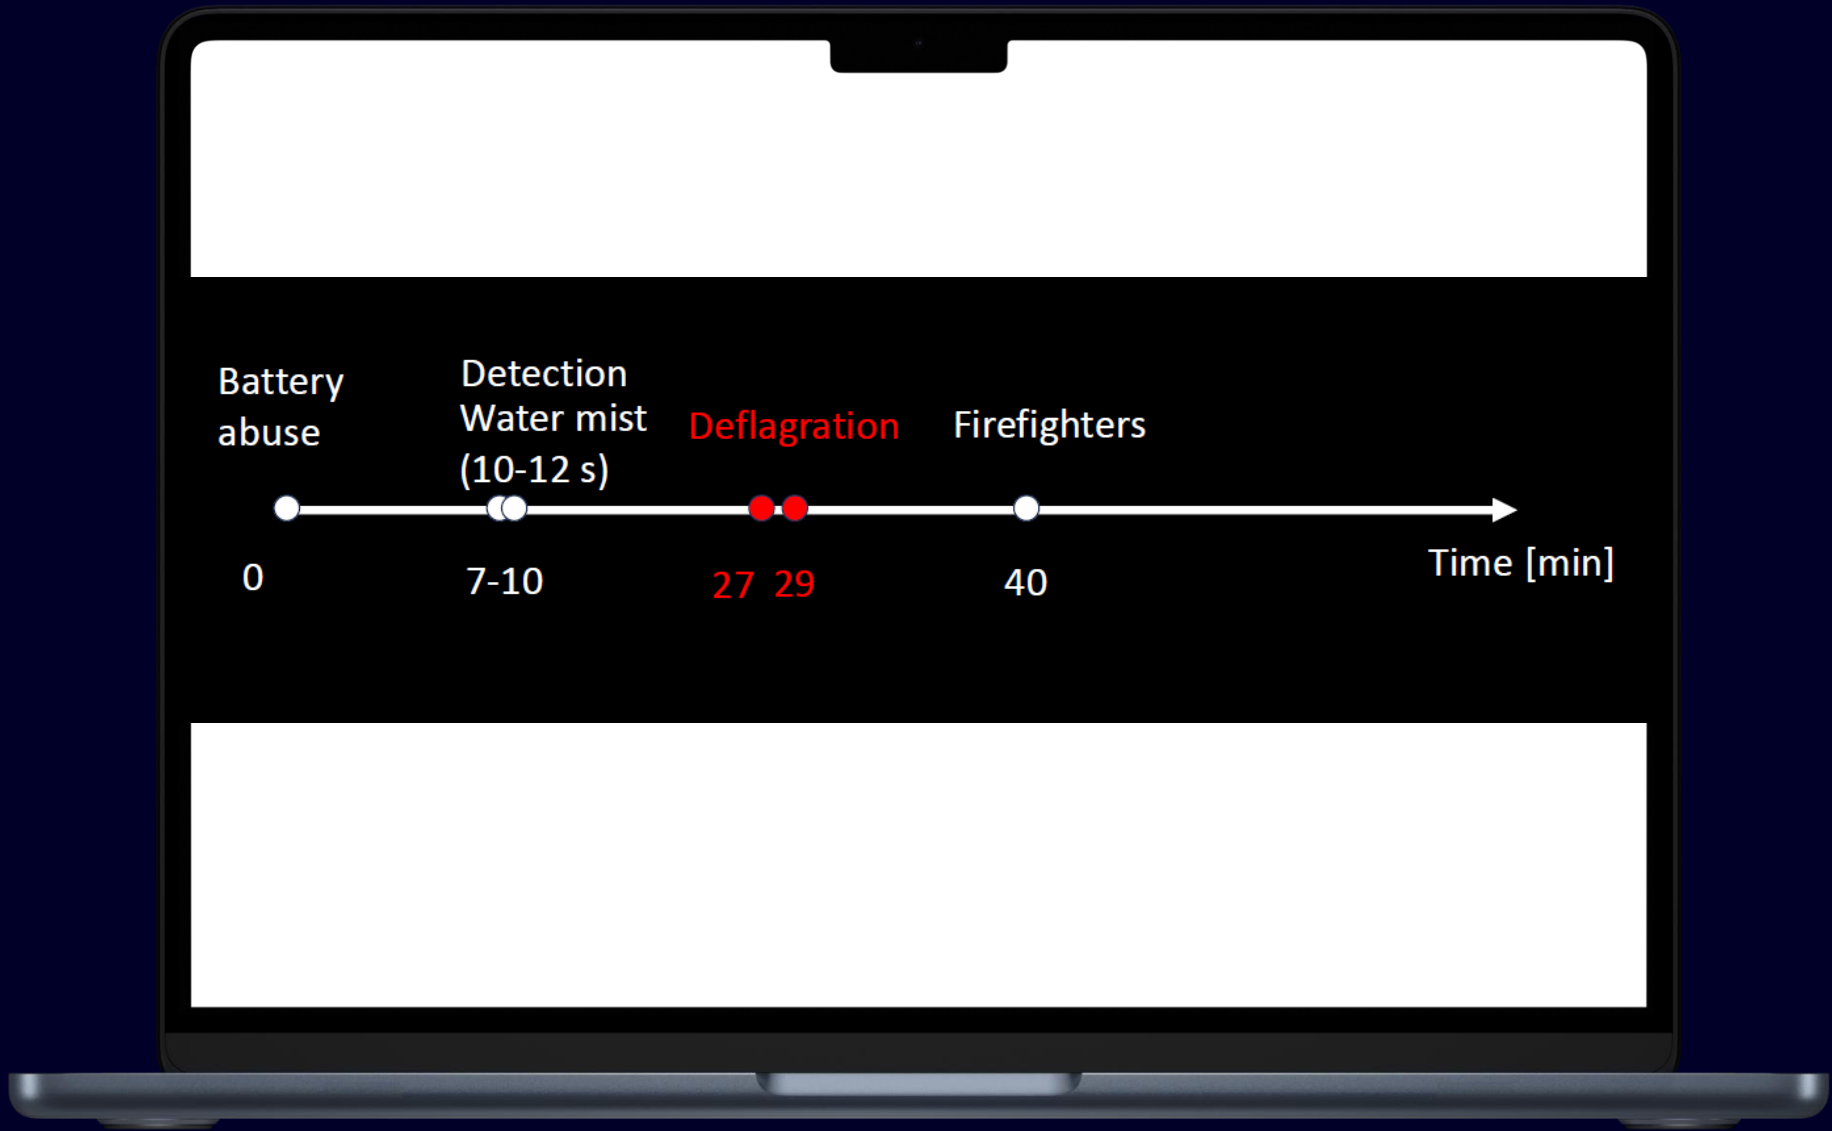 Battery
abuse
Detection
Water mist
(10-12 s)
Deflagration
Firefighters
0
7-10
27 29
40
Time [min]